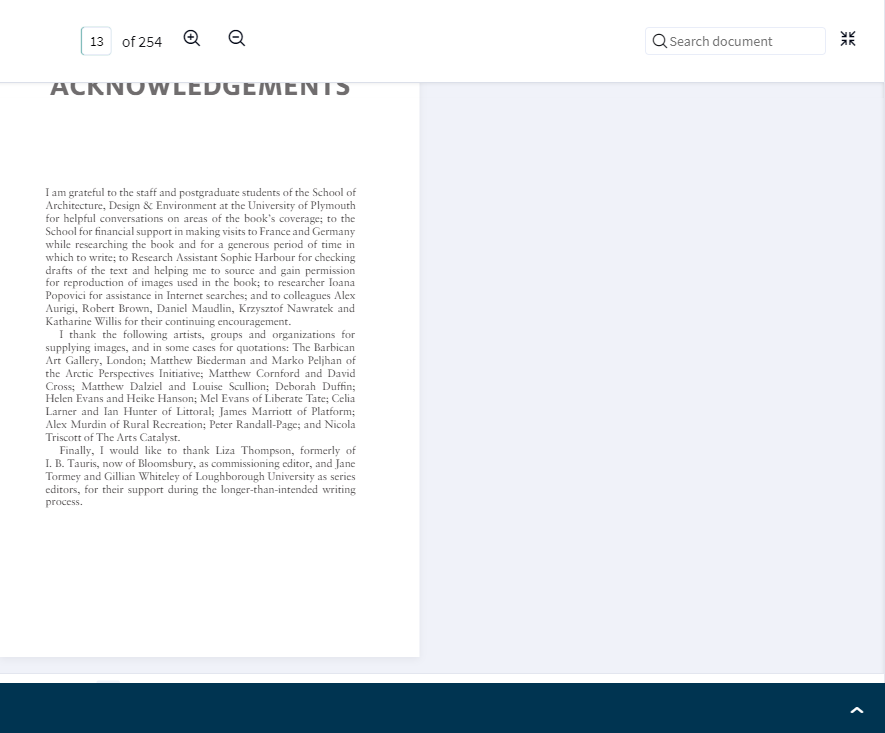 13 of 254
Search document
ACKNOWLEDGEMENTS
I am grateful to the staff and postgraduate students of the School of
Architecture, Design & Environment at the University of Plymouth
for helpful conversations on areas of the book's coverage; to the
School for financial support in making visits to France and Germany
while researching the book and for a generous period of time in
which to write; to Research Assistant Sophie Harbour for checking
drafts of the text and helping me to source and gain permission
for reproduction of images used in the book; to researcher Ioana
Popovici for assistance in Internet searches; and to colleagues Alex
Aurigi, Robert Brown, Daniel Maudlin, Krzysztof Nawratek and
Katharine Willis for their continuing encouragement.
I thank the following artists, groups and organizations for
supplying images, and in some cases for quotations: The Barbican
Art Gallery, London; Matthew Biederman and Marko Peljhan of
the Arctic Perspectives Initiative; Matthew Cornford and David
Cross; Matthew Dalziel and Louise Scullion; Deborah Duffin;
Helen Evans and Heike Hanson; Mel Evans of Liberate Tate; Celia
Larner and Ian Hunter of Littoral; James Marriott of Platform;
Alex Murdin of Rural Recreation; Peter Randall-Page; and Nicola
Triscott of The Arts Catalyst.
Finally, I would like to thank Liza Thompson, formerly of
I. B. Tauris, now of Bloomsbury, as commissioning editor, and Jane
Tormey and Gillian Whiteley of Loughborough University as series
editors, for their support during the longer-than-intended writing
process.